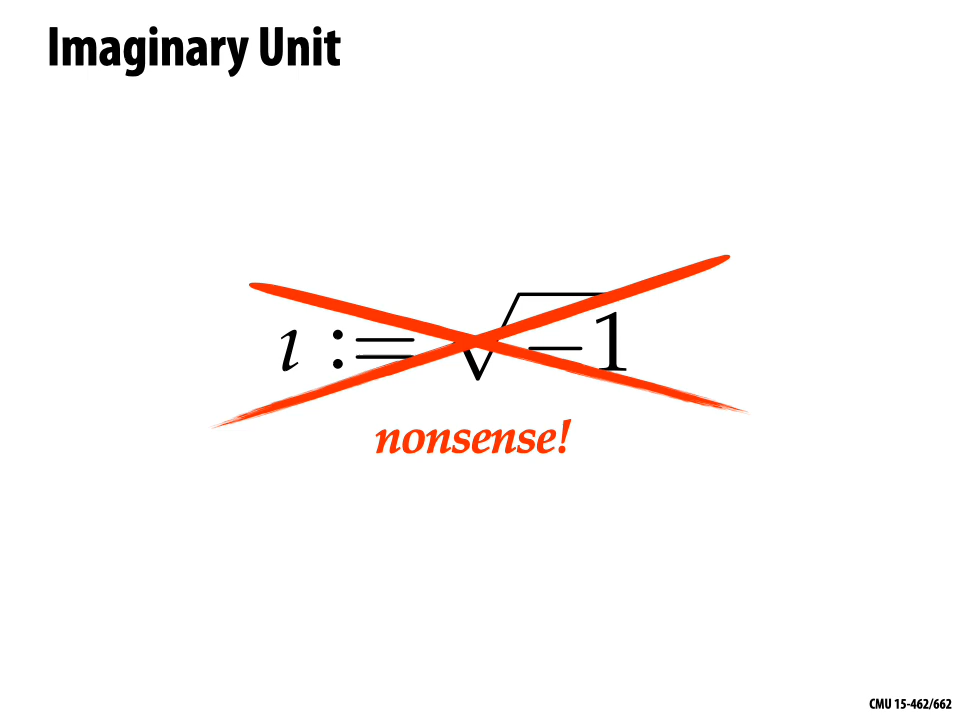 Imaginary Unit
ı := √−1
nonsense!
CMU 15-462/662